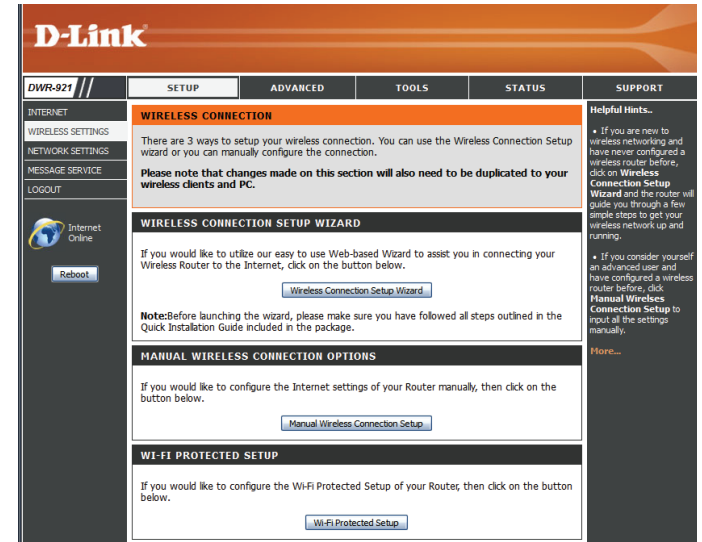 D-Link
DWR-921 //
SETUP
ADVANCED
TOOLS
STATUS
SUPPORT
INTERNET
WIRELESS SETTINGS
NETWORK SETTINGS
MESSAGE SERVICE
LOGOUT
Internet
Online
Reboot
WIRELESS CONNECTION
There are 3 ways to setup your wireless connection. You can use the Wireless Connection Setup
wizard or you can manually configure the connection.
Please note that changes made on this section will also need to be duplicated to your
wireless clients and PC.
WIRELESS CONNECTION SETUP WIZARD
If you would like to utilize our easy to use Web-based Wizard to assist you in connecting your
Wireless Router to the Internet, click on the button below.
Wireless Connection Setup Wizard
Note:Before launching the wizard, please make sure you have followed all steps outlined in the
Quick Installation Guide included in the package.
MANUAL WIRELESS CONNECTION OPTIONS
If you would like to configure the Internet settings of your Router manually, then click on the
button below.
Manual Wireless Connection Setup
WI-FI PROTECTED SETUP
If you would like to configure the Wi-Fi Protected Setup of your Router, then click on the button
below.
Wi-Fi Protected Setup
Helpful Hints..
• If you are new to
wireless networking and
have never configured a
wireless router before,
click on Wireless
Connection Setup
Wizard and the router will
guide you through a few
simple steps to get your
wireless network up and
running.
• If you consider yourself
an advanced user and
have configured a wireless
router before, click
Manual Wirelses
Connection Setup to
input all the settings
manually.
More...